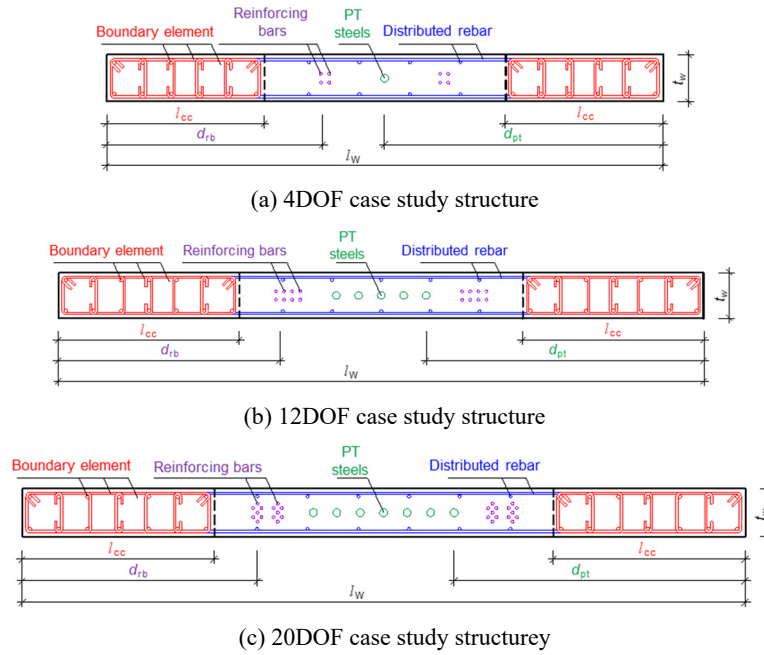 Reinforcing bars
PT steels
Boundary element
Distributed rebar
tw
lcc
lcc
drb
dpt
lW
(a) 4DOF case study structure
PT steels
Boundary element
Reinforcing bars
Distributed rebar
tw
lcc
lcc
drb
dpt
lW
(b) 12DOF case study structure
PT steels
Boundary element
Reinforcing bars
Distributed rebar
tw
lcc
lcc
drb
dpt
lW
(c) 20DOF case study structurey